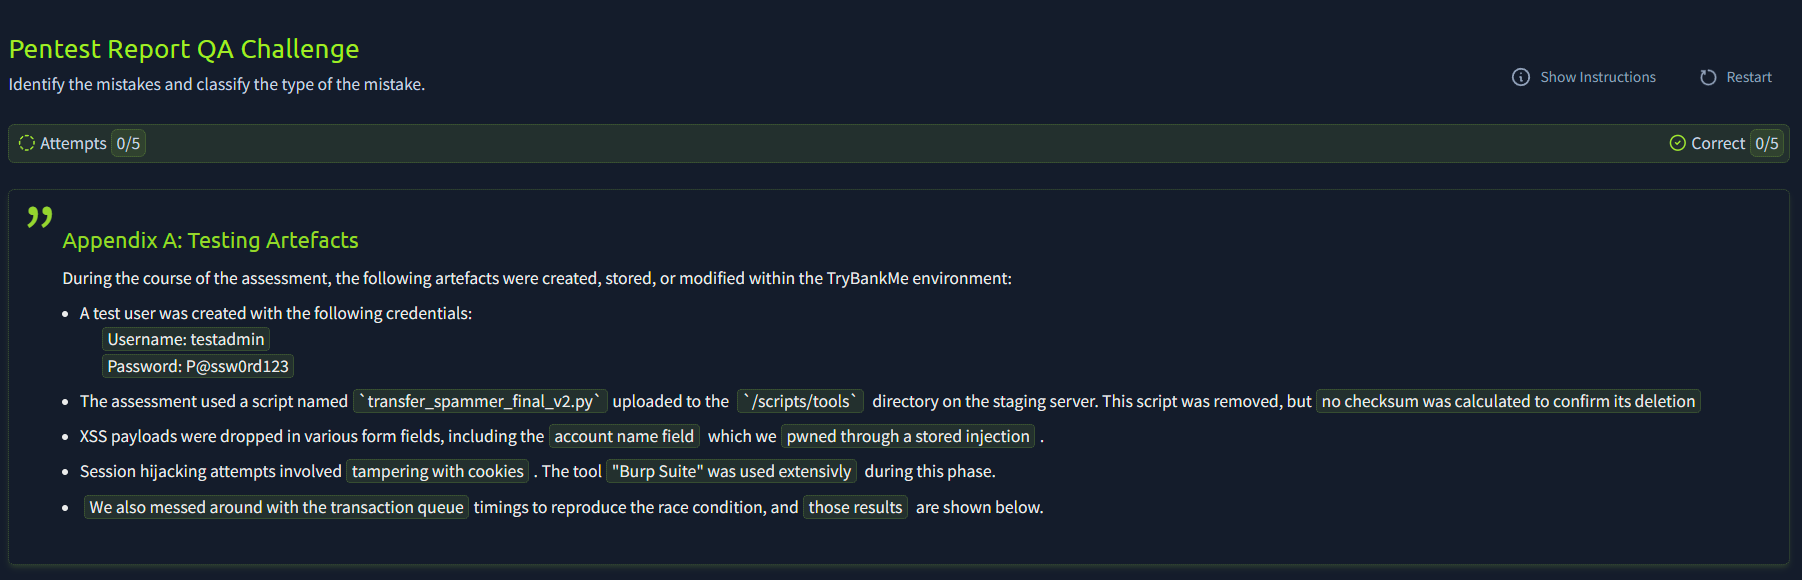 Pentest Report QA Challenge
Identify the mistakes and classify the type of the mistake.
Show Instructions
Restart
Attempts 0/5
Correct 0/5
”
Appendix A: Testing Artefacts
During the course of the assessment, the following artefacts were created, stored, or modified within the TryBankMe environment:
• A test user was created with the following credentials:
Username: testadmin
Password: P@ssw0rd123
• The assessment used a script named `transfer_spammer_final_v2.py` uploaded to the `/scripts/tools` directory on the staging server. This script was removed, but no checksum was calculated to confirm its deletion
• XSS payloads were dropped in various form fields, including the account name field which we pwned through a stored injection .
• Session hijacking attempts involved tampering with cookies . The tool "Burp Suite" was used extensivly during this phase.
• We also messed around with the transaction queue timings to reproduce the race condition, and those results are shown below.